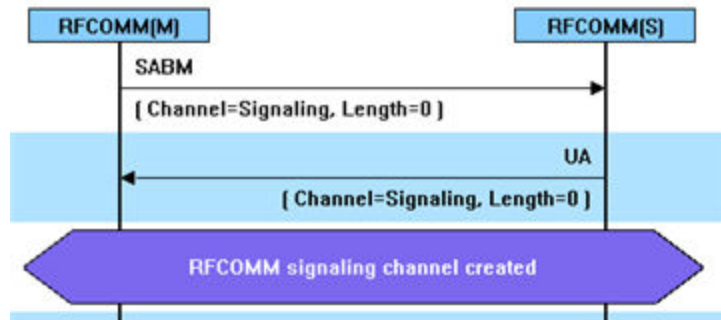 RFCOMM(M) RFCOMM(S)
SABM
( Channel=Signaling, Length=0 )
UA
( Channel=Signaling, Length=0 )
RFCOMM signaling channel created